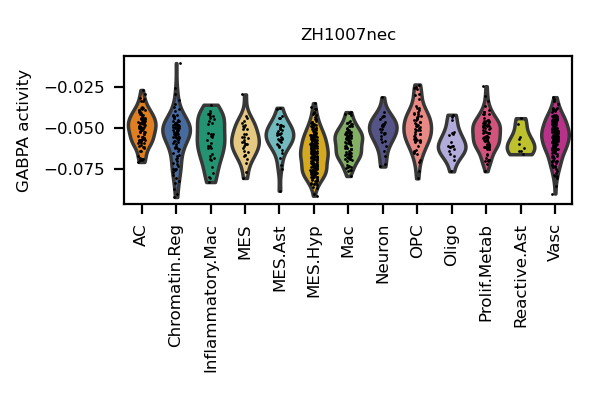 ZH1007nec
GABPA activity
−0.025
−0.050
−0.075
AC
Chromatin.Reg
Inflammatory.Mac
MES
MES.Ast
MES.Hyp
Mac
Neuron
OPC
Oligo
Prolif.Metab
Reactive.Ast
Vasc